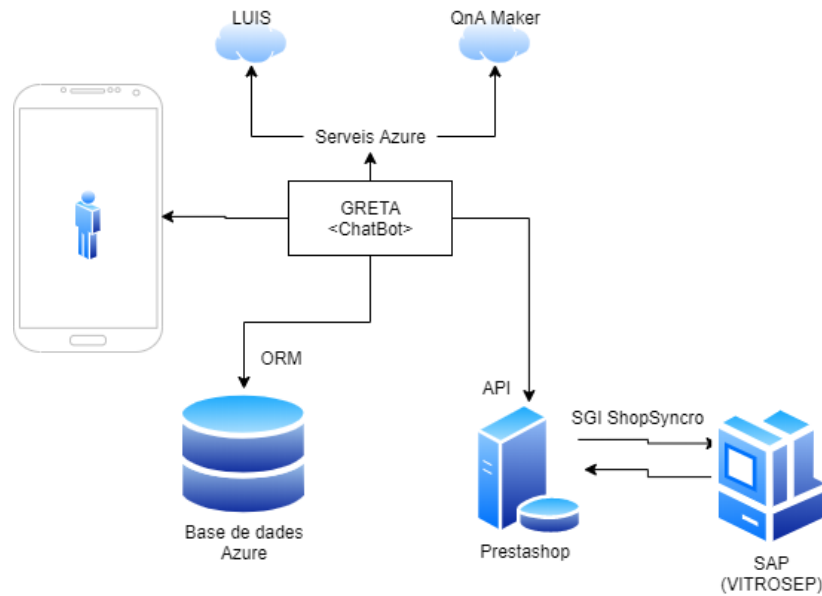 LUIS
QnA Maker
Serveis Azure
GRETA
<ChatBot>
ORM
API
SGI ShopSyncro
Base de dades
Azure
Prestashop
SAP
(VITROSEP)